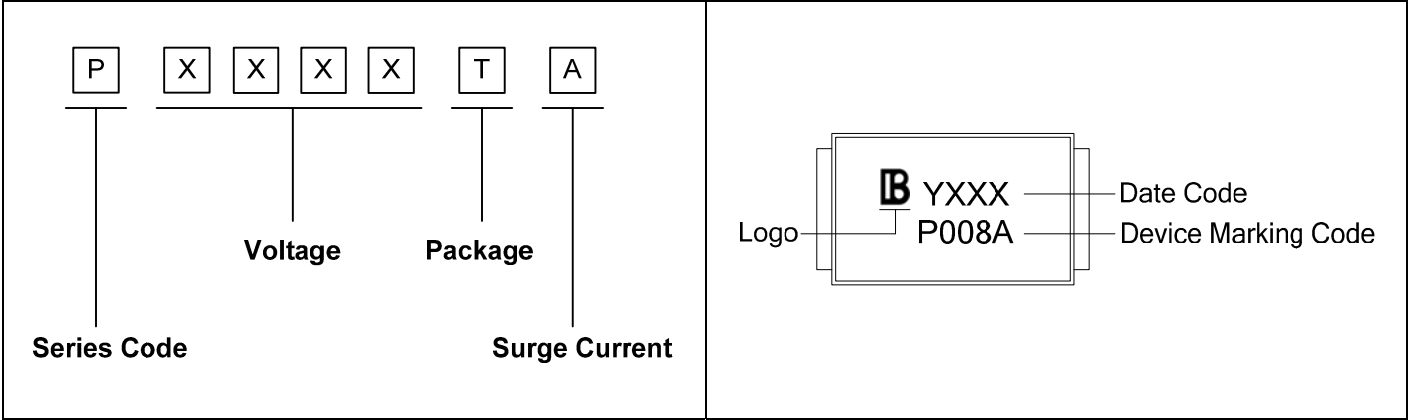 P X X X X T A
Voltage Package
Series Code Surge Current
B YXXX Date Code
Logo P008A Device Marking Code